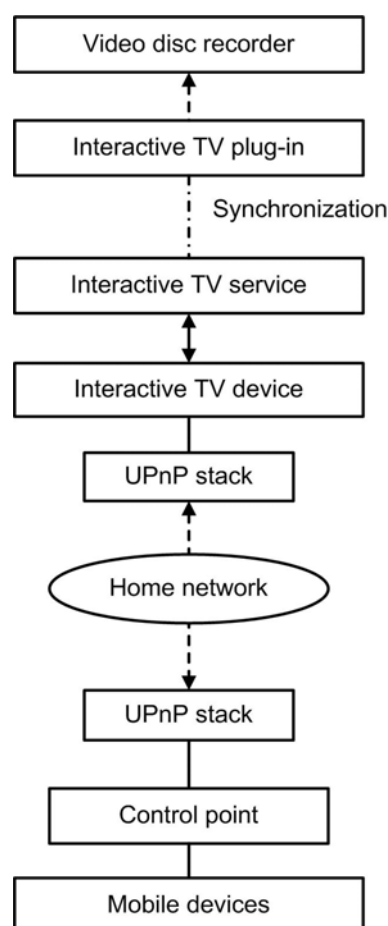 Video disc recorder
Interactive TV plug-in
Synchronization
Interactive TV service
Interactive TV device
UPnP stack
Home network
UPnP stack
Control point
Mobile devices